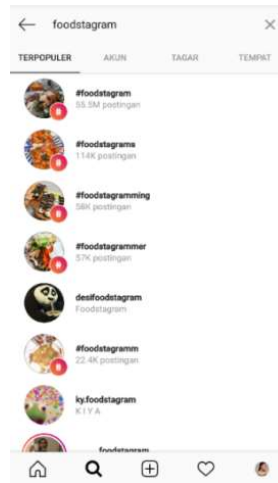 foodstagram
TERPOPULER AKUN TAGAR TEMPAT
#foodstagram
55.5M postingan
#foodstagrams
114K postingan
#foodstagramming
58K postingan
#foodstagrammer
57K postingan
desifoodstagram
Foodstagram
#foodstagramm
22.4K postingan
ky.foodstagram
K I Y A
foodstagram